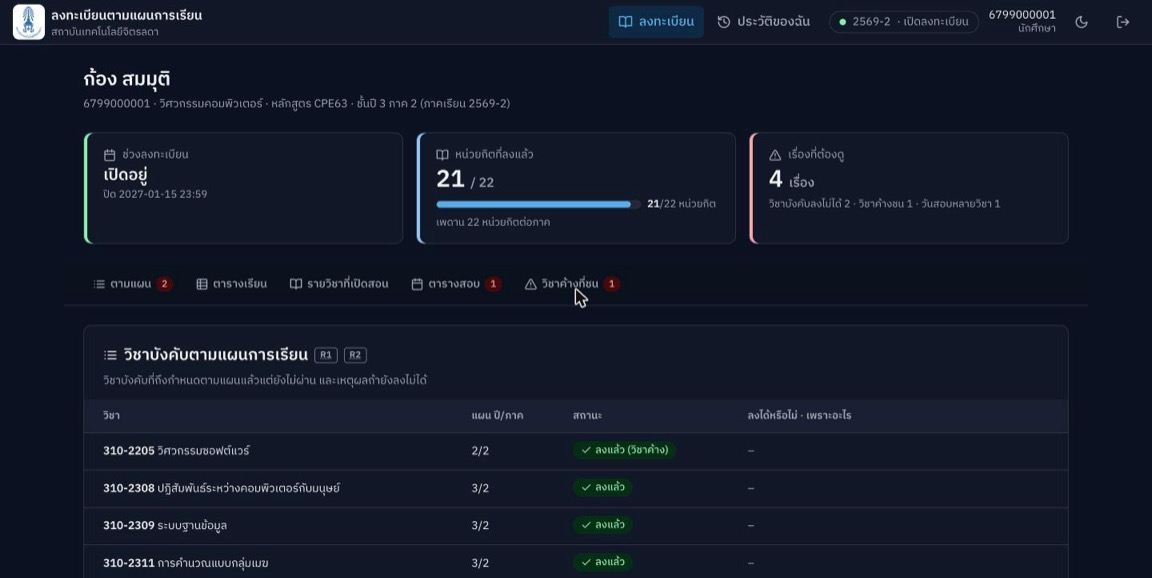 ลงทะเบียนตามแผนการเรียน
สถาบันเทคโนโลยีจิตรลดา
ลงทะเบียน
ประวัติของฉัน
2569-2 · เปิดลงทะเบียน
6799000001
นักศึกษา
ก้อง สมมุติ
6799000001 · วิศวกรรมคอมพิวเตอร์ · หลักสูตร CPE63 · ชั้นปี 3 ภาค 2 (ภาคเรียน 2569-2)
ช่วงลงทะเบียน
เปิดอยู่
ปิด 2027-01-15 23:59
หน่วยกิตที่ลงแล้ว
21 / 22
21/22 หน่วยกิต
เพดาน 22 หน่วยกิตต่อภาค
เรื่องที่ต้องดู
4 เรื่อง
วิชาบังคับลงไม่ได้ 2 · วิชาค้างชน 1 · วันสอบหลายวิชา 1
ตามแผน 2
ตารางเรียน
รายวิชาที่เปิดสอน
ตารางสอบ 1
วิชาค้างที่ชน 1
วิชาบังคับตามแผนการเรียน R1 R2
วิชาบังคับที่ถึงกำหนดตามแผนแล้วแต่ยังไม่ผ่าน และเหตุผลถ้ายังลงไม่ได้
วิชา แผน ปี/ภาค สถานะ ลงได้หรือไม่ · เพราะอะไร
310-2205 วิศวกรรมซอฟต์แวร์ 2/2 ลงแล้ว (วิชาค้าง) –
310-2308 ปฏิสัมพันธ์ระหว่างคอมพิวเตอร์กับมนุษย์ 3/2 ลงแล้ว –
310-2309 ระบบฐานข้อมูล 3/2 ลงแล้ว –
310-2311 การคำนวณแบบกลุ่มเมฆ 3/2 ลงแล้ว –